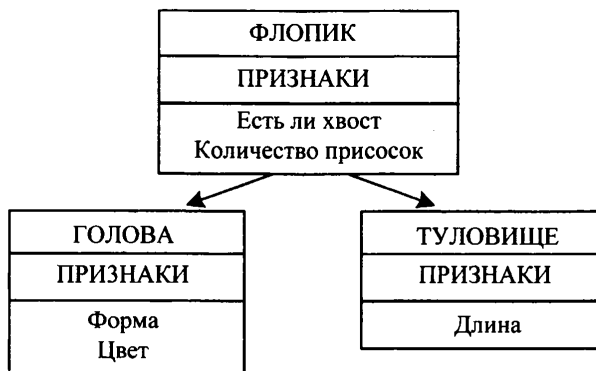 ФЛОПИК
ПРИЗНАКИ
Есть ли хвост
Количество присосок
ГОЛОВА
ПРИЗНАКИ
Форма
Цвет
ТУЛОВИЩЕ
ПРИЗНАКИ
Длина